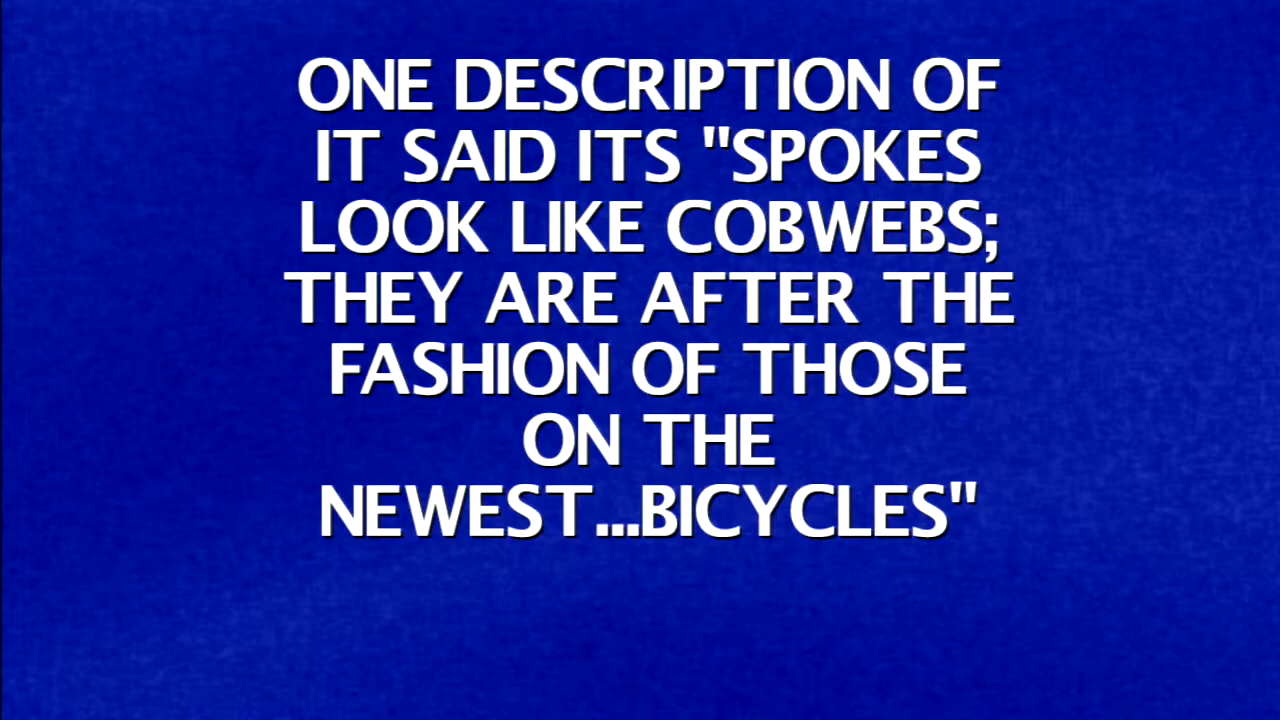 ONE DESCRIPTION OF
IT SAID ITS "SPOKES
LOOK LIKE COBWEBS;
THEY ARE AFTER THE
FASHION OF THOSE
ON THE
NEWEST...BICYCLES"